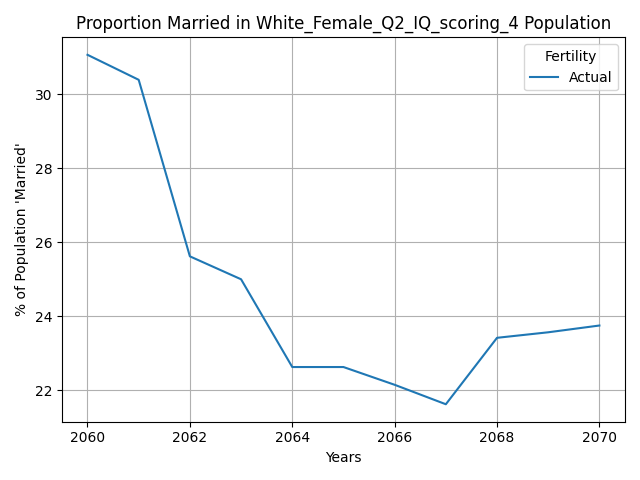 Proportion Married in White_Female_Q2_IQ_scoring_4 Population
Fertility
Actual
% of Population 'Married'
30
28
26
24
22
2060
2062
2064
2066
2068
2070
Years